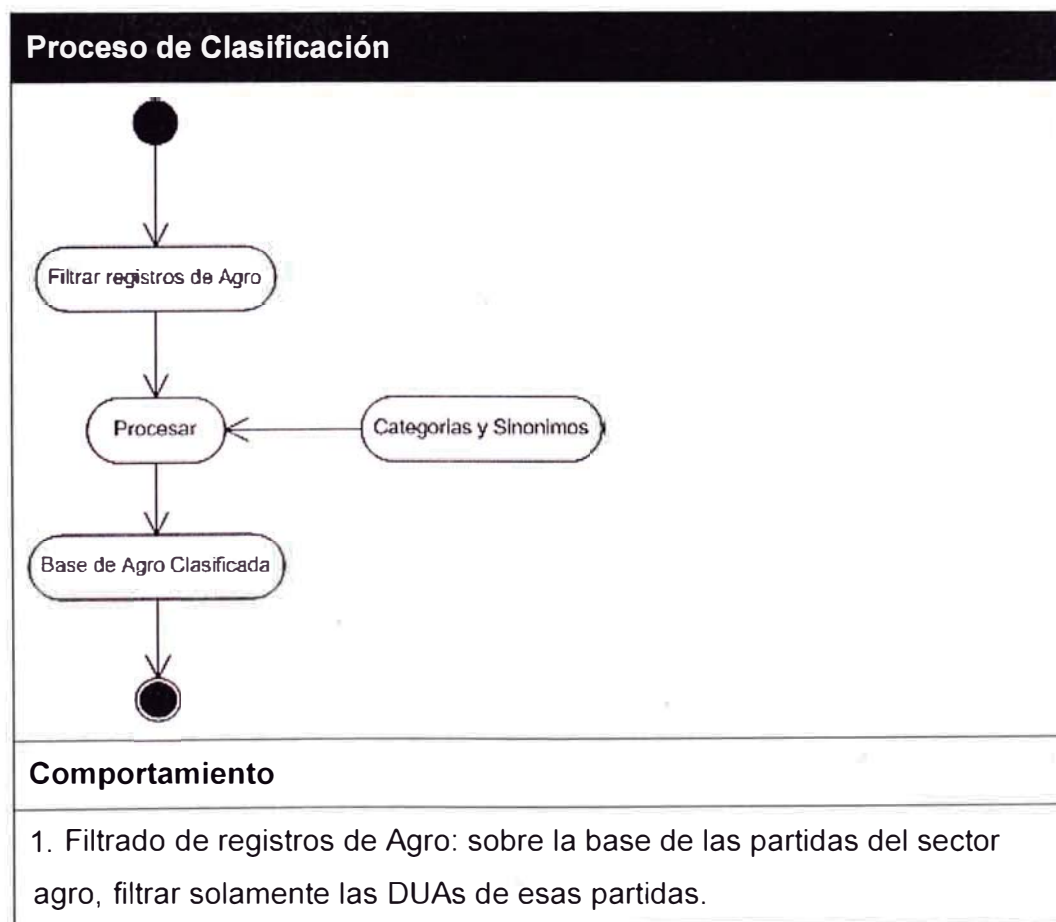 Proceso de Clasificación
Filtrar registros de Agro
Procesar
Categorias y Sinonimos
Base de Agro Clasificada
Comportamiento
1. Filtrado de registros de Agro: sobre la base de las partidas del sector
agro, filtrar solamente las DUAs de esas partidas.